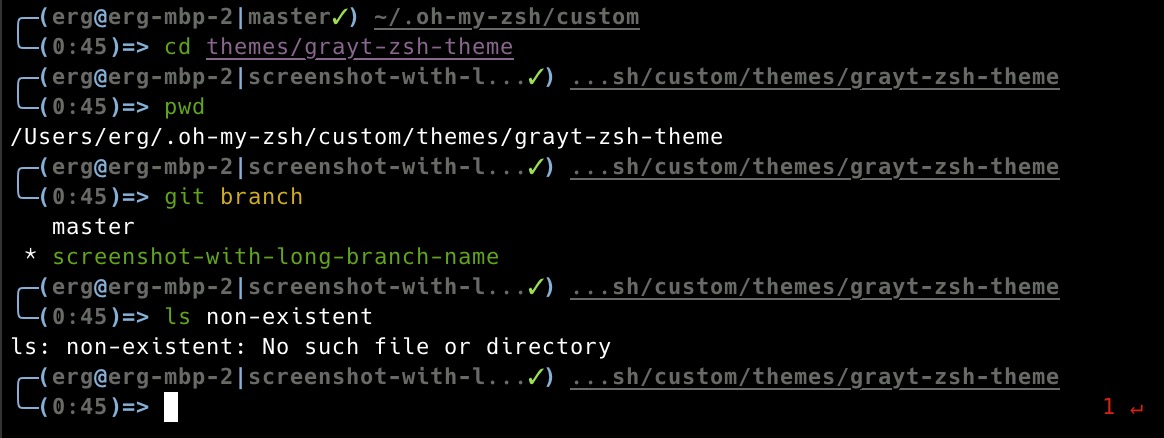 (erg@erg-mbp-2|master✓) ~/.oh-my-zsh/custom
(0:45)=> cd themes/grayt-zsh-theme
(erg@erg-mbp-2|screenshot-with-l...✓) ...sh/custom/themes/grayt-zsh-theme
(0:45)=> pwd
/Users/erg/.oh-my-zsh/custom/themes/grayt-zsh-theme
(erg@erg-mbp-2|screenshot-with-l...✓) ...sh/custom/themes/grayt-zsh-theme
(0:45)=> git branch
master
* screenshot-with-long-branch-name
(erg@erg-mbp-2|screenshot-with-l...✓) ...sh/custom/themes/grayt-zsh-theme
(0:45)=> ls non-existent
ls: non-existent: No such file or directory
(erg@erg-mbp-2|screenshot-with-l...✓) ...sh/custom/themes/grayt-zsh-theme
(0:45)=> 1 ↵